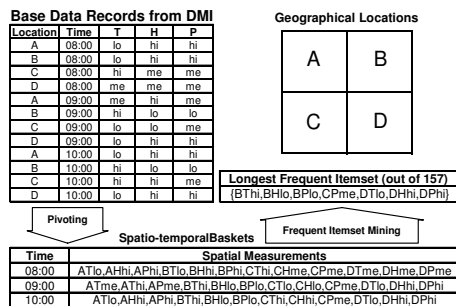 Base Data Records from DMI
Location Time T H P
A 08:00 lo hi hi
B 08:00 lo hi hi
C 08:00 hi me me
D 08:00 me me me
A 09:00 me hi me
B 09:00 hi lo lo
C 09:00 lo lo me
D 09:00 lo hi hi
A 10:00 lo hi hi
B 10:00 hi lo lo
C 10:00 hi hi me
D 10:00 lo hi hi
Geographical Locations
A B
C D
Longest Frequent Itemset (out of 157)
{BThi,BHlo,BPlo,CPme,DTlo,DHhi,DPhi}
Pivoting
Frequent Itemset Mining
Spatio-temporalBaskets
Time Spatial Measurements
08:00 ATlo,AHhi,APhi,BTlo,BHhi,BPhi,CThi,CHme,CPme,DTme,DHme,DPme
09:00 ATme,AThi,APme,BThi,BHlo,BPlo,CTlo,CHlo,CPme,DTlo,DHhi,DPhi
10:00 ATlo,AHhi,APhi,BThi,BHlo,BPlo,CThi,CHhi,CPme,DTlo,DHhi,DPhi